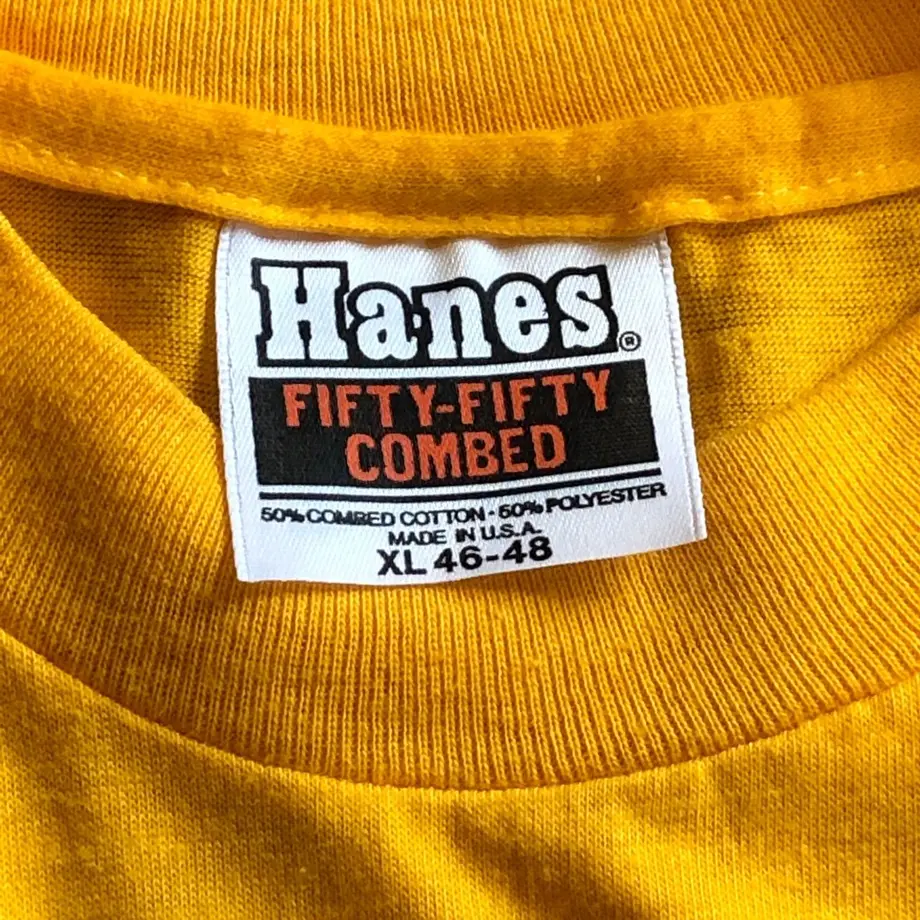 Hanes®
FIFTY-FIFTY
COMBED
50% COMBED COTTON · 50% POLYESTER
MADE IN U.S.A.
XL 46-48